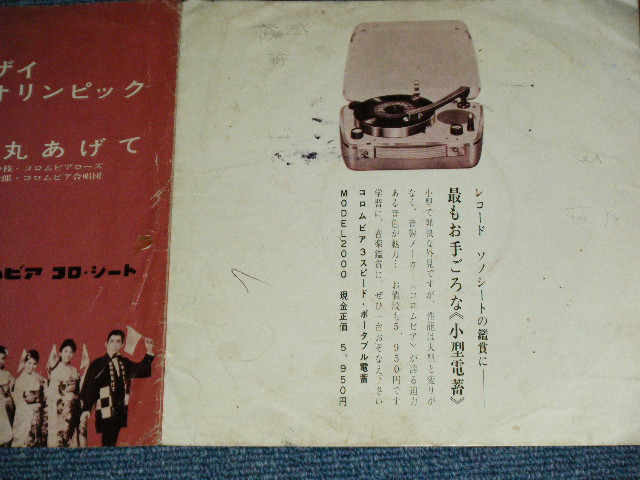 ザイ
オリンピック
丸あげて
枝・コロムビアローズ
郎・コロムビア合唱団
ムビア コロ・シート
レコード ソノシートの鑑賞に――
最もお手ごろな《小型電蓄》
小型で軽快な外見ですが、性能は大型と変りが
なく、音響メーカー〈コロムビア〉が誇る迫力
ある音色が魅力… お値段も5,950円です
学習に、音楽鑑賞に、ぜひ一台おそなえ下さい
コロムビア3スピード・ポータブル電蓄
MODEL2000 現金正価 5,950円